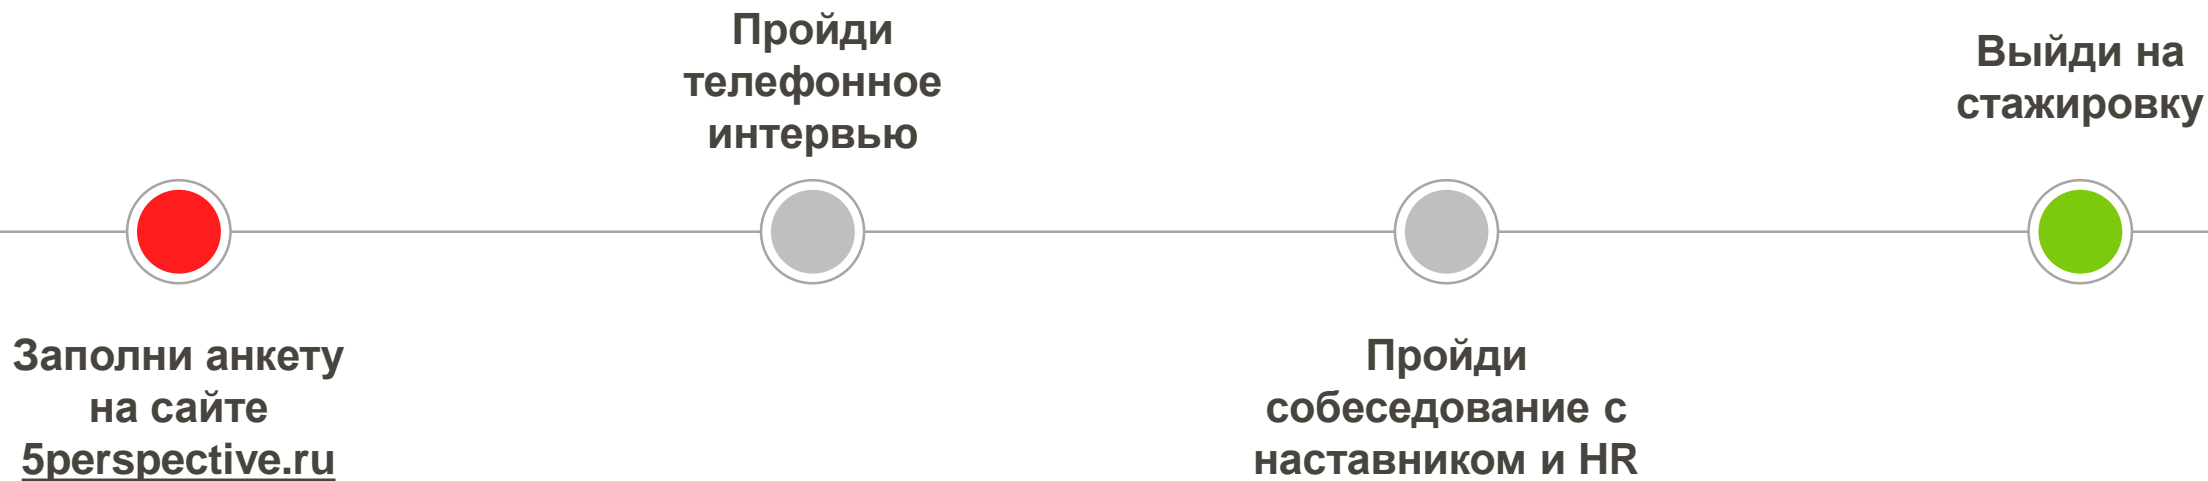 Заполни анкету
на сайте
5perspective.ru
Пройди
телефонное
интервью
Пройди
собеседование с
наставником и HR
Выйди на
стажировку